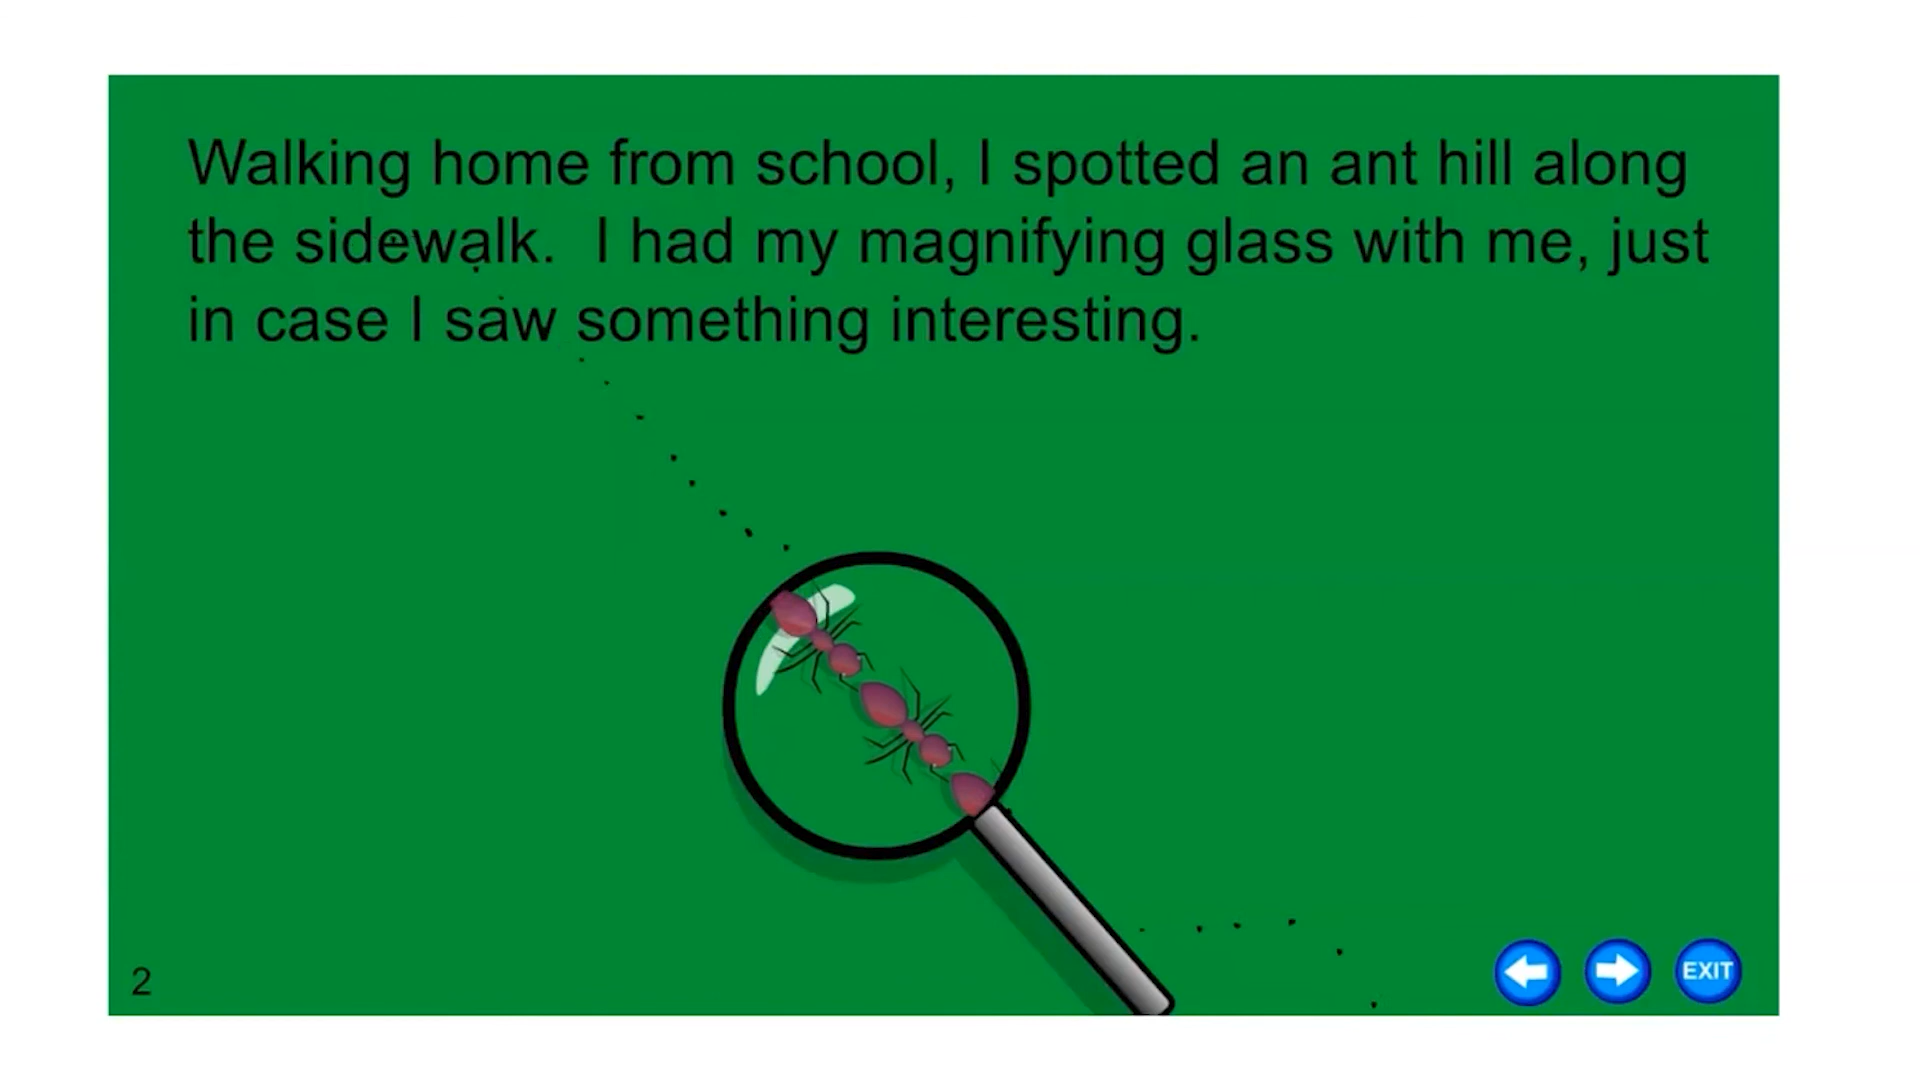 Walking home from school, I spotted an ant hill along
the sidewalk.  I had my magnifying glass with me, just
in case I saw something interesting.
2
EXIT